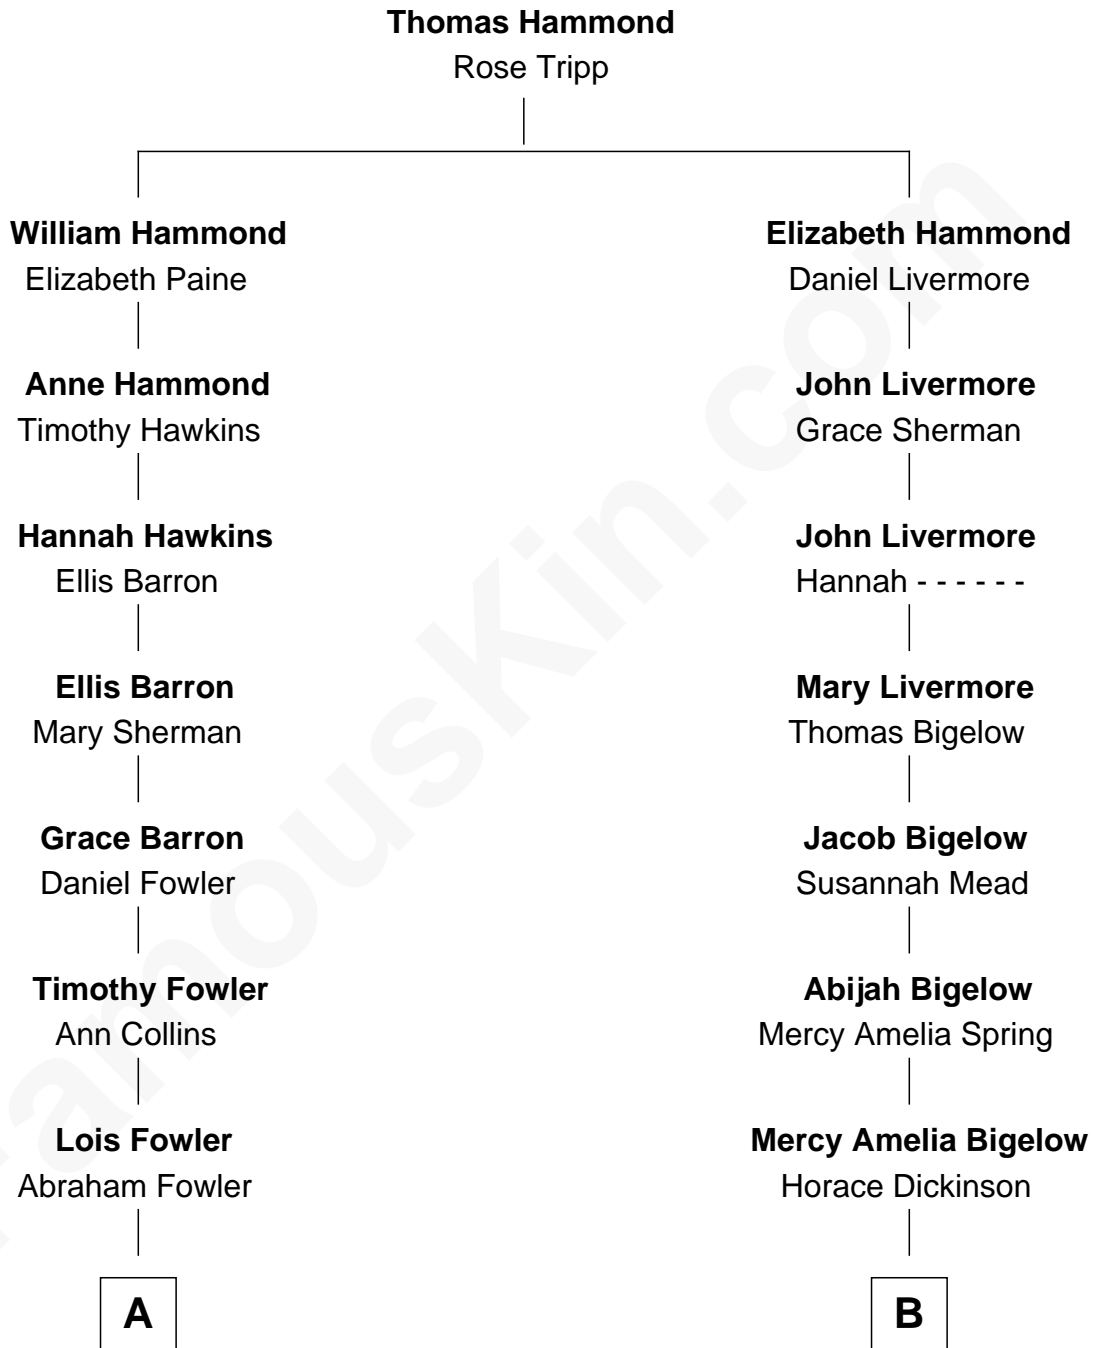 Thomas Hammond
Rose Tripp
William Hammond
Elizabeth Paine
Elizabeth Hammond
Daniel Livermore
Anne Hammond
Timothy Hawkins
John Livermore
Grace Sherman
Hannah Hawkins
Ellis Barron
John Livermore
Hannah - - - - - -
Ellis Barron
Mary Sherman
Mary Livermore
Thomas Bigelow
Grace Barron
Daniel Fowler
Jacob Bigelow
Susannah Mead
Timothy Fowler
Ann Collins
Abijah Bigelow
Mercy Amelia Spring
Lois Fowler
Abraham Fowler
Mercy Amelia Bigelow
Horace Dickinson
A
B
FamousKin.com